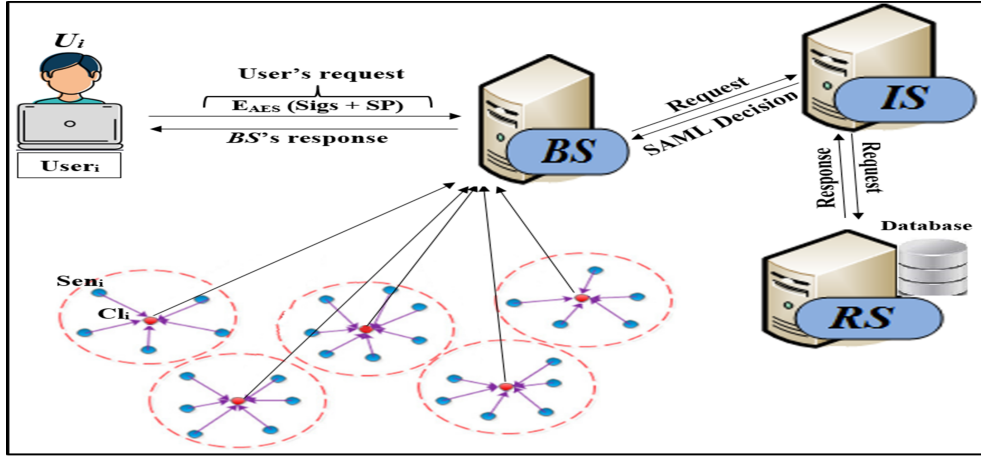 Ui
User's request
EAES (Sigs + SP)
BS's response
Useri
BS
Request
SAML Decision
IS
Response
Request
Database
RS
Seni
Cli